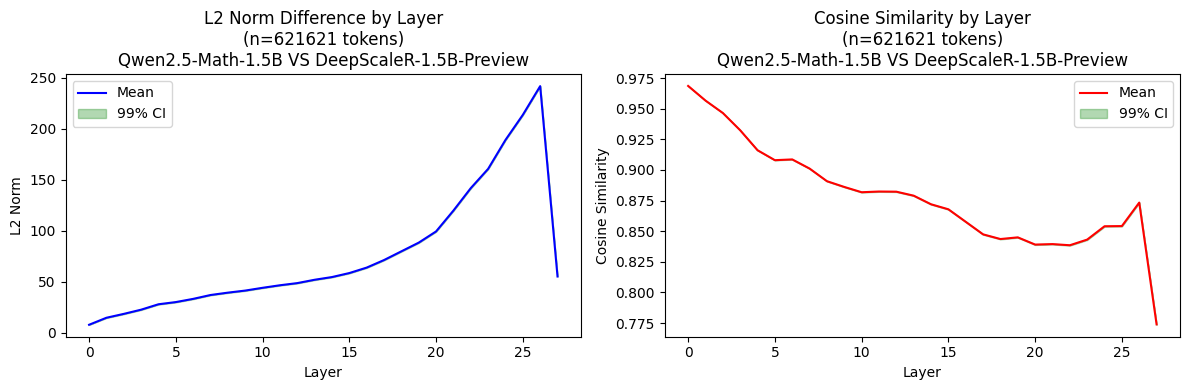 L2 Norm Difference by Layer
(n=621621 tokens)
Qwen2.5-Math-1.5B VS DeepScaleR-1.5B-Preview
250
200
150
100
50
0
L2 Norm
Mean
99% CI
0
5
10
15
20
25
Layer
Cosine Similarity by Layer
(n=621621 tokens)
Qwen2.5-Math-1.5B VS DeepScaleR-1.5B-Preview
0.975
0.950
0.925
0.900
0.875
0.850
0.825
0.800
0.775
Cosine Similarity
Mean
99% CI
0
5
10
15
20
25
Layer